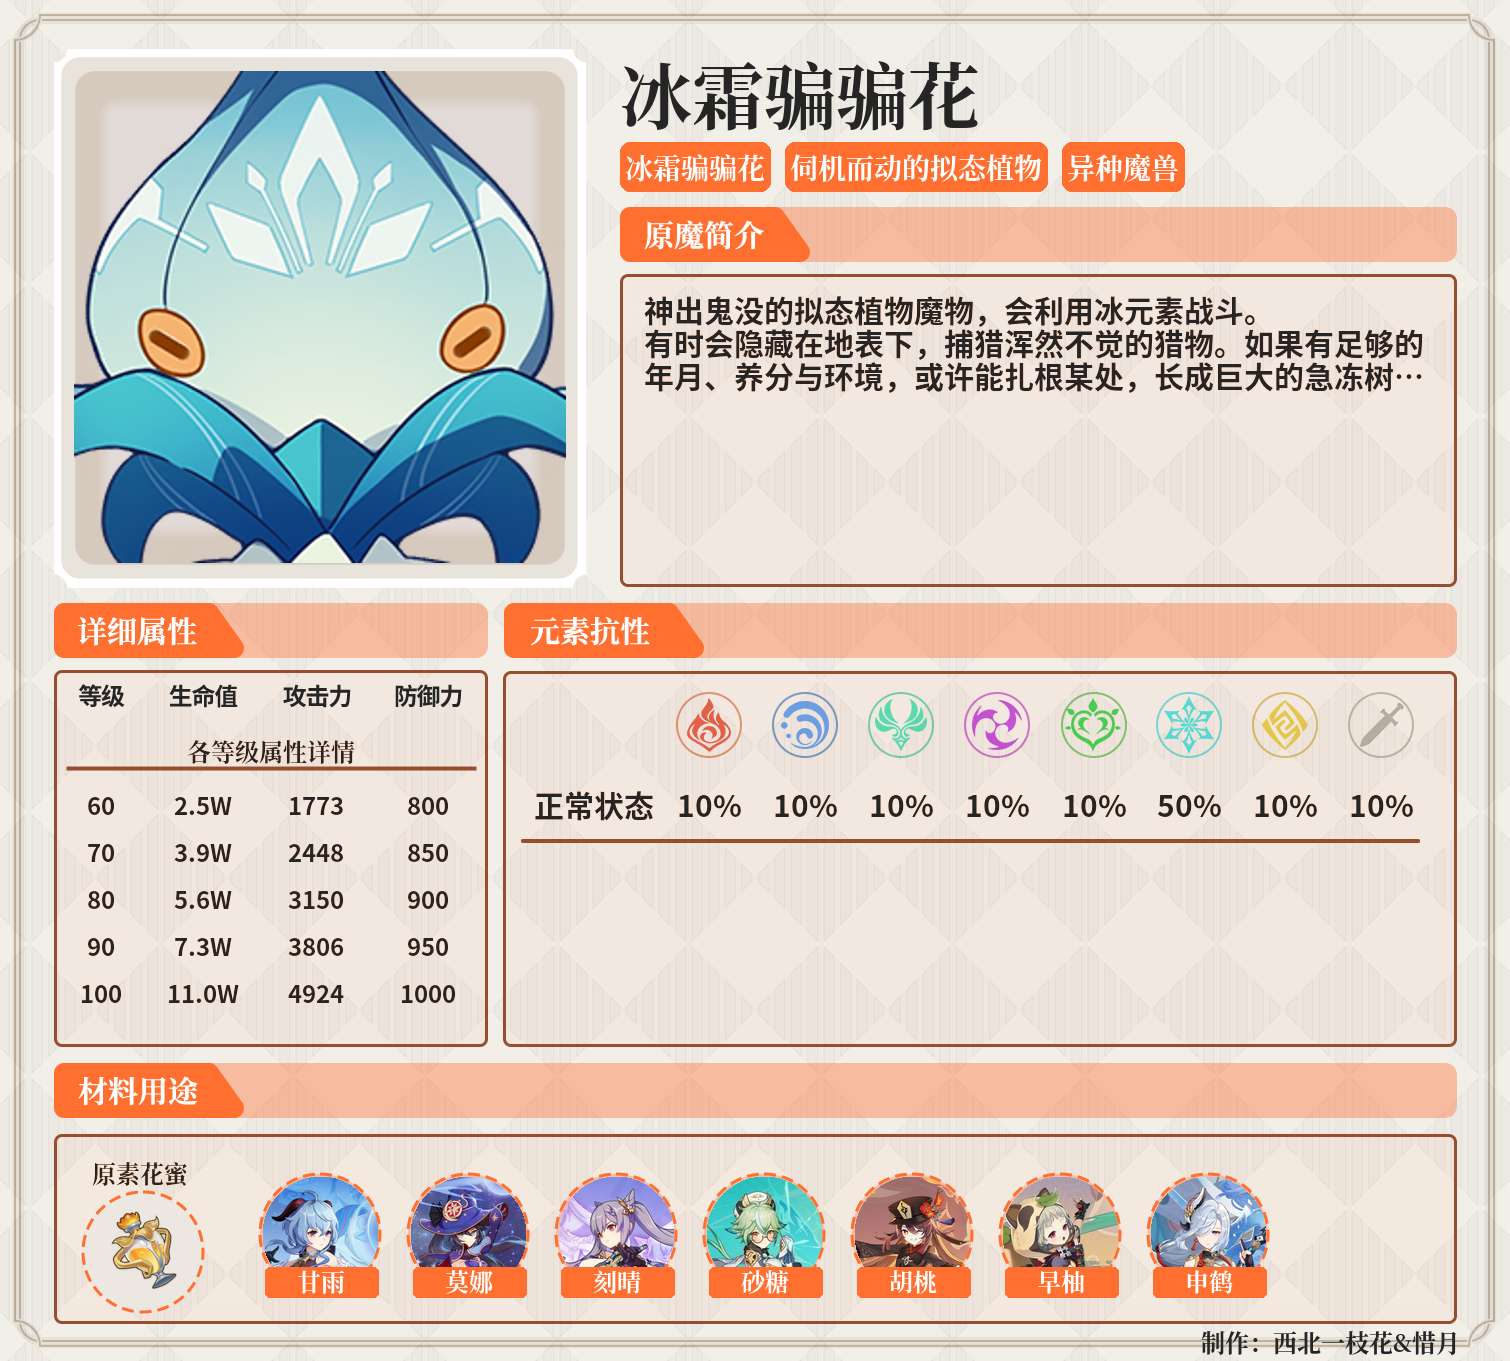 冰霜骗骗花
冰霜骗骗花 伺机而动的拟态植物 异种魔兽
原魔简介
神出鬼没的拟态植物魔物，会利用冰元素战斗。
有时会隐藏在地表下，捕猎浑然不觉的猎物。如果有足够的
年月、养分与环境，或许能扎根某处，长成巨大的急冻树…
详细属性
等级 生命值 攻击力 防御力
各等级属性详情
60 2.5W 1773 800
70 3.9W 2448 850
80 5.6W 3150 900
90 7.3W 3806 950
100 11.0W 4924 1000
元素抗性
正常状态 10% 10% 10% 10% 10% 50% 10% 10%
材料用途
原素花蜜
甘雨 莫娜 刻晴 砂糖 胡桃 早柚 申鹤
制作：西北一枝花&惜月